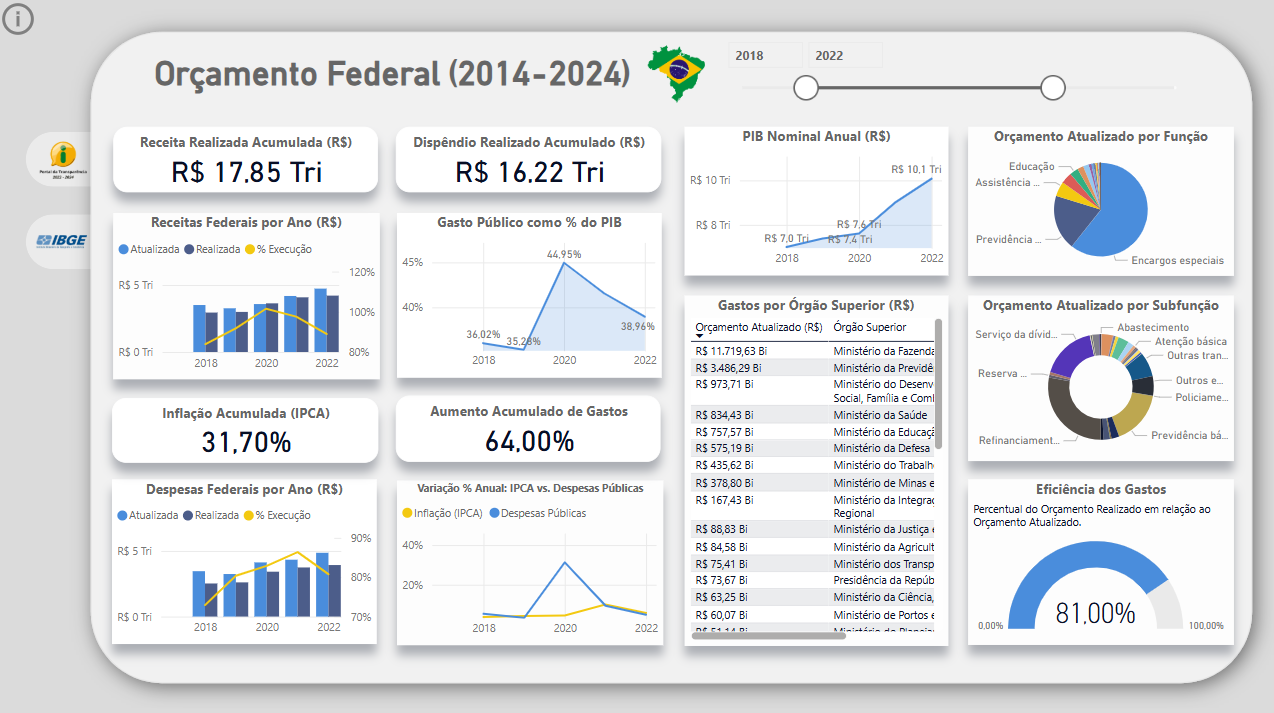 Orçamento Federal (2014-2024)
2018
2022
Portal da Transparência
2022 - 2024
IBGE
Receita Realizada Acumulada (R$)
R$ 17,85 Tri
Dispêndio Realizado Acumulado (R$)
R$ 16,22 Tri
Receitas Federais por Ano (R$)
Atualizada Realizada % Execução
R$ 5 Tri
R$ 0 Tri
120%
100%
80%
2018 2020 2022
Gasto Público como % do PIB
45%
40%
36,02%
35,28%
44,95%
38,96%
2018 2020 2022
Inflação Acumulada (IPCA)
31,70%
Aumento Acumulado de Gastos
64,00%
Despesas Federais por Ano (R$)
Atualizada Realizada % Execução
R$ 5 Tri
R$ 0 Tri
90%
80%
70%
2018 2020 2022
Variação % Anual: IPCA vs. Despesas Públicas
Inflação (IPCA) Despesas Públicas
40%
20%
2018 2020 2022
PIB Nominal Anual (R$)
R$ 10 Tri
R$ 8 Tri
R$ 7,0 Tri
R$ 7,4 Tri
R$ 7,6 Tri
R$ 10,1 Tri
2018 2020 2022
Gastos por Órgão Superior (R$)
Orçamento Atualizado (R$) Órgão Superior
R$ 11.719,63 Bi Ministério da Fazenda
R$ 3.486,29 Bi Ministério da Previdê
R$ 973,71 Bi Ministério do Desenv
Social, Família e Comb
R$ 834,43 Bi Ministério da Saúde
R$ 757,57 Bi Ministério da Educaçã
R$ 575,19 Bi Ministério da Defesa
R$ 435,62 Bi Ministério do Trabalh
R$ 378,80 Bi Ministério de Minas e
R$ 167,43 Bi Ministério da Integraç
Regional
R$ 88,83 Bi Ministério da Justiça e
R$ 84,58 Bi Ministério da Agricult
R$ 75,41 Bi Ministério dos Transp
R$ 73,67 Bi Presidência da Repúb
R$ 63,25 Bi Ministério da Ciência,
R$ 60,07 Bi Ministério de Portos e
R$ 51,14 Bi Ministério do Planejar
Orçamento Atualizado por Função
Educação
Assistência ...
Previdência ...
Encargos especiais
Orçamento Atualizado por Subfunção
Serviço da dívid...
Abastecimento
Atenção básica
Outras tran...
Reserva ...
Outros e...
Policiame...
Refinanciament...
Previdência bá...
Eficiência dos Gastos
Percentual do Orçamento Realizado em relação ao
Orçamento Atualizado.
81,00%
0,00%
100,00%